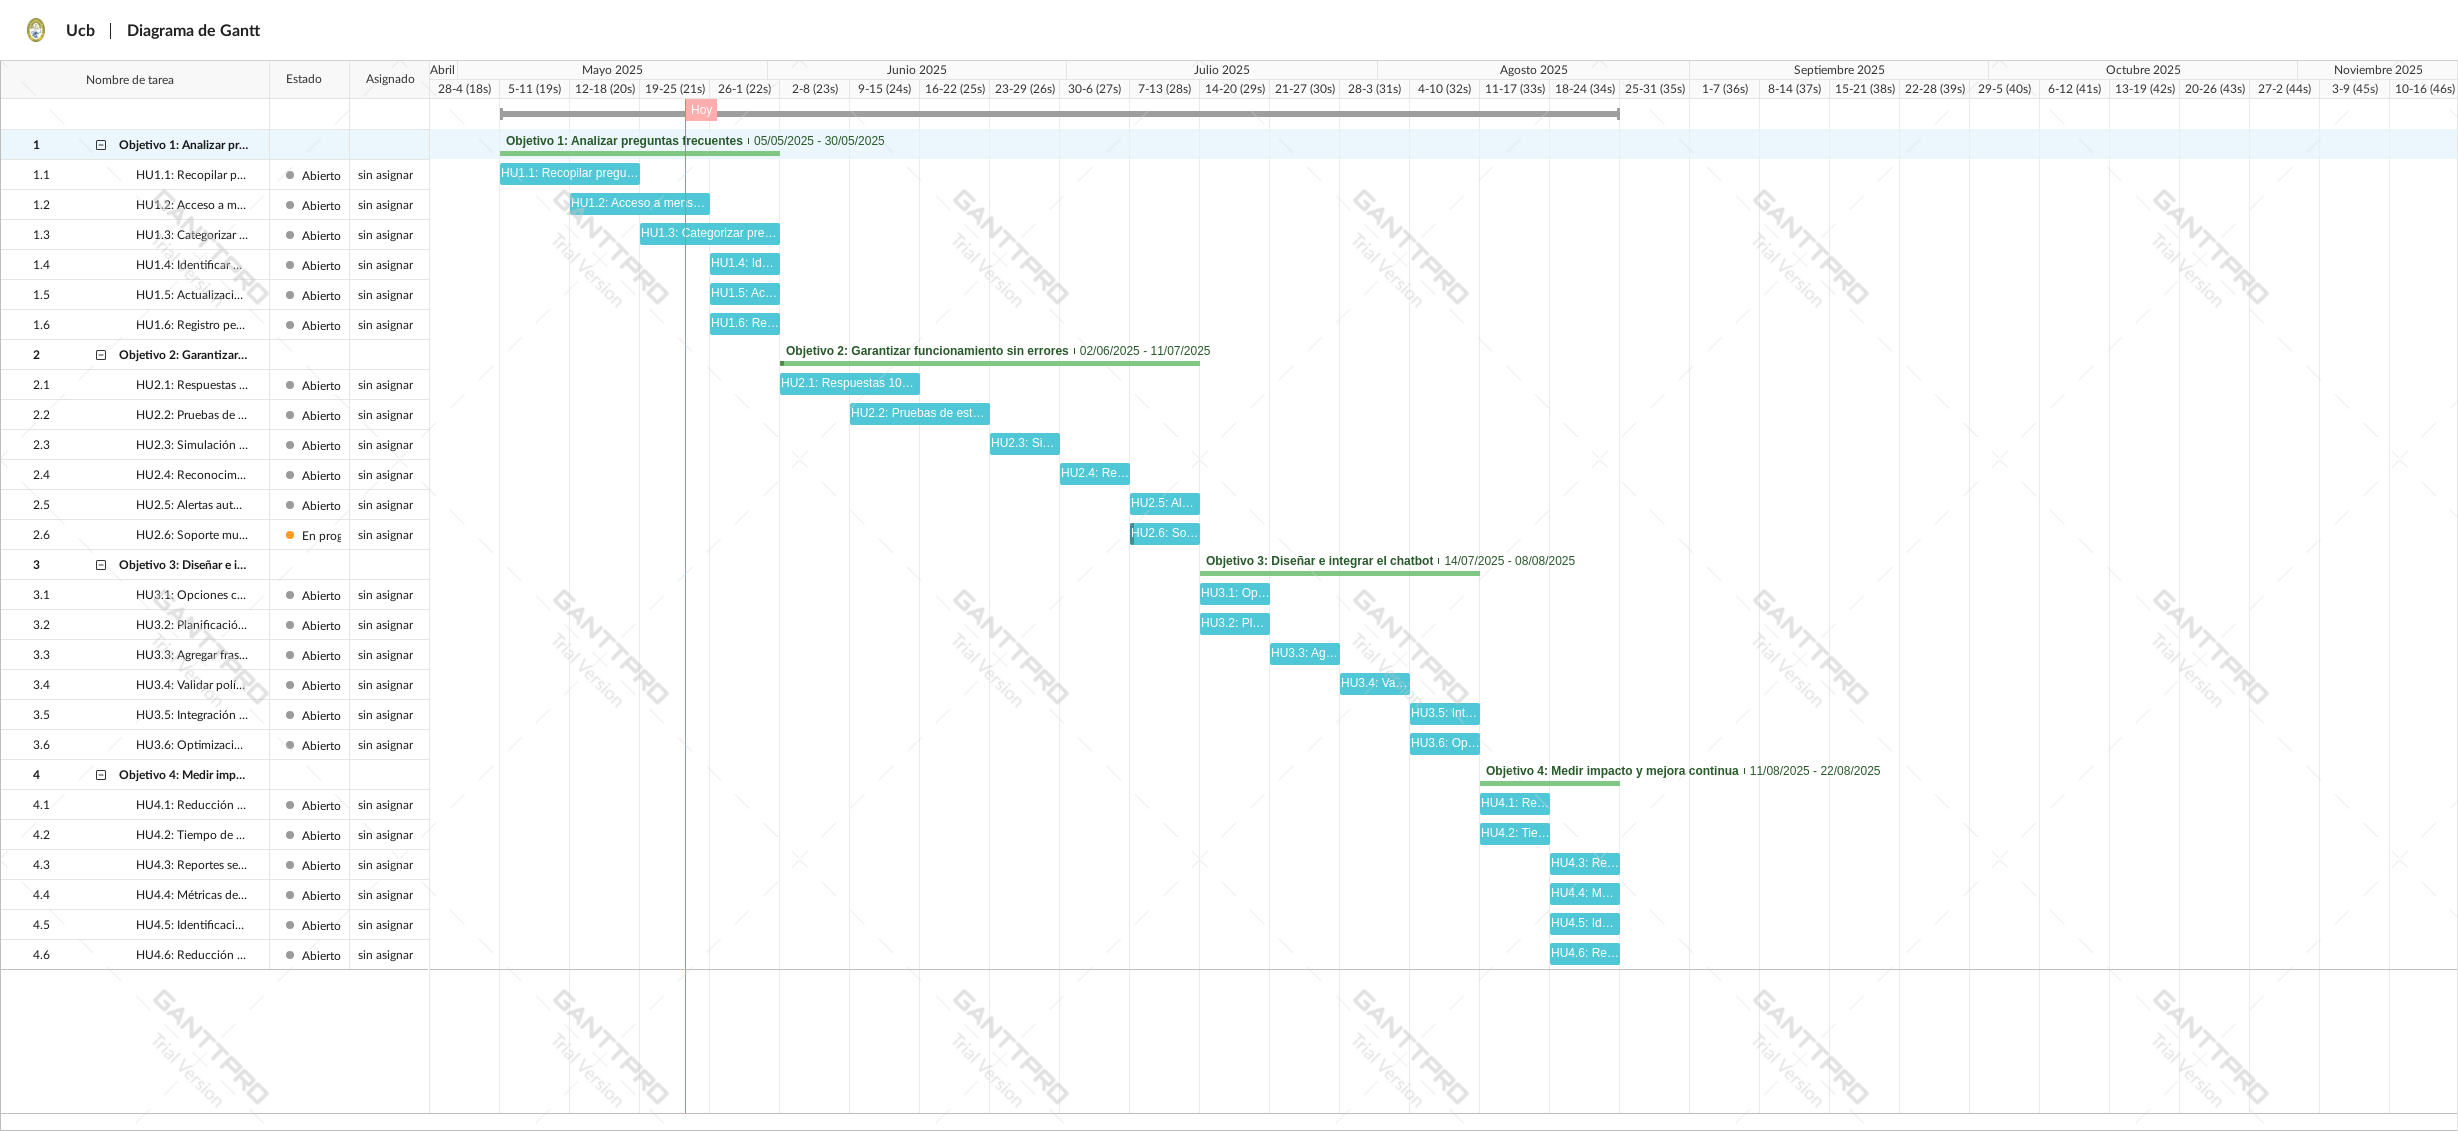 Ucb | Diagrama de Gantt
Nombre de tarea Estado Asignado Abril Mayo 2025 Junio 2025 Julio 2025 Agosto 2025 Septiembre 2025 Octubre 2025 Noviembre 2025
28-4 (18s) 5-11 (19s) 12-18 (20s) 19-25 (21s) 26-1 (22s) 2-8 (23s) 9-15 (24s) 16-22 (25s) 23-29 (26s) 30-6 (27s) 7-13 (28s) 14-20 (29s) 21-27 (30s) 28-3 (31s) 4-10 (32s) 11-17 (33s) 18-24 (34s) 25-31 (35s) 1-7 (36s) 8-14 (37s) 15-21 (38s) 22-28 (39s) 29-5 (40s) 6-12 (41s) 13-19 (42s) 20-26 (43s) 27-2 (44s) 3-9 (45s) 10-16 (46s)
Hoy
1 Objetivo 1: Analizar pr... Objetivo 1: Analizar preguntas frecuentes 05/05/2025 - 30/05/2025
1.1 HU1.1: Recopilar p... Abierto sin asignar HU1.1: Recopilar pregu...
1.2 HU1.2: Acceso a m... Abierto sin asignar HU1.2: Acceso a mens...
1.3 HU1.3: Categorizar ... Abierto sin asignar HU1.3: Categorizar pre...
1.4 HU1.4: Identificar ... Abierto sin asignar HU1.4: Id...
1.5 HU1.5: Actualizaci... Abierto sin asignar HU1.5: Ac...
1.6 HU1.6: Registro pe... Abierto sin asignar HU1.6: Re...
2 Objetivo 2: Garantizar... Objetivo 2: Garantizar funcionamiento sin errores 02/06/2025 - 11/07/2025
2.1 HU2.1: Respuestas ... Abierto sin asignar HU2.1: Respuestas 10...
2.2 HU2.2: Pruebas de ... Abierto sin asignar HU2.2: Pruebas de est...
2.3 HU2.3: Simulación ... Abierto sin asignar HU2.3: Si...
2.4 HU2.4: Reconocim... Abierto sin asignar HU2.4: Re...
2.5 HU2.5: Alertas aut... Abierto sin asignar HU2.5: Al...
2.6 HU2.6: Soporte mu... En prog sin asignar HU2.6: So...
3 Objetivo 3: Diseñar e i... Objetivo 3: Diseñar e integrar el chatbot 14/07/2025 - 08/08/2025
3.1 HU3.1: Opciones c... Abierto sin asignar HU3.1: Op...
3.2 HU3.2: Planificació... Abierto sin asignar HU3.2: Pl...
3.3 HU3.3: Agregar fras... Abierto sin asignar HU3.3: Ag...
3.4 HU3.4: Validar polí... Abierto sin asignar HU3.4: Va...
3.5 HU3.5: Integración ... Abierto sin asignar HU3.5: Int...
3.6 HU3.6: Optimizaci... Abierto sin asignar HU3.6: Op...
4 Objetivo 4: Medir imp... Objetivo 4: Medir impacto y mejora continua 11/08/2025 - 22/08/2025
4.1 HU4.1: Reducción ... Abierto sin asignar HU4.1: Re...
4.2 HU4.2: Tiempo de ... Abierto sin asignar HU4.2: Tie...
4.3 HU4.3: Reportes se... Abierto sin asignar HU4.3: Re...
4.4 HU4.4: Métricas de... Abierto sin asignar HU4.4: M...
4.5 HU4.5: Identificaci... Abierto sin asignar HU4.5: Id...
4.6 HU4.6: Reducción ... Abierto sin asignar HU4.6: Re...
GANTTPRO
Trial Version